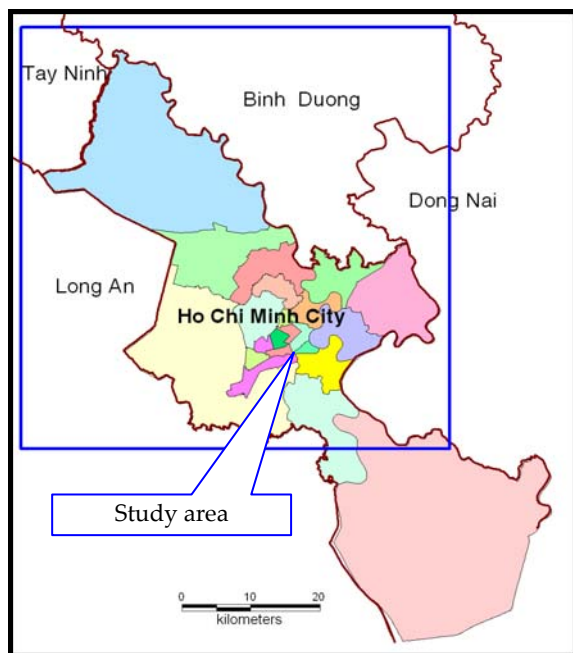 Tay Ninh
Binh Duong
Dong Nai
Long An
Ho Chi Minh City
Study area
0 10 20
kilometers